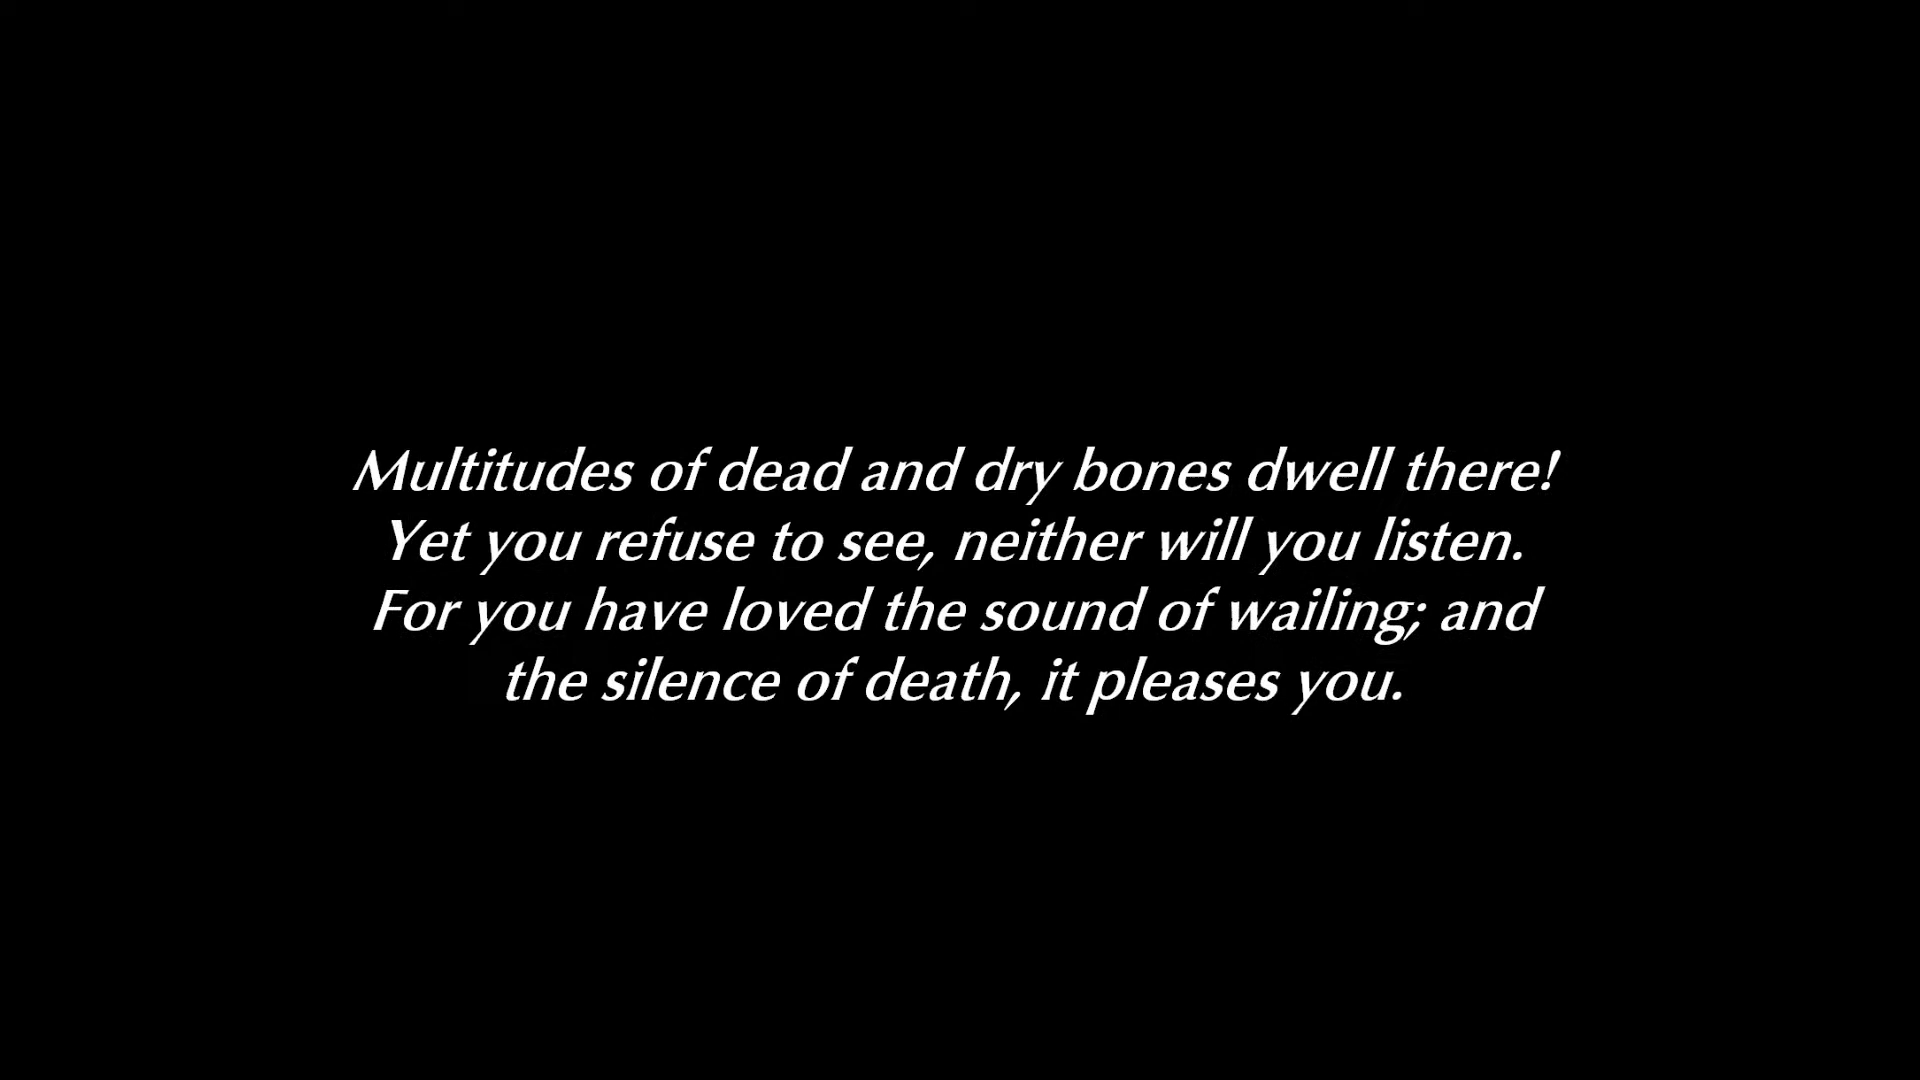 Multitudes of dead and dry bones dwell there!
Yet you refuse to see, neither will you listen.
For you have loved the sound of wailing; and
the silence of death, it pleases you.